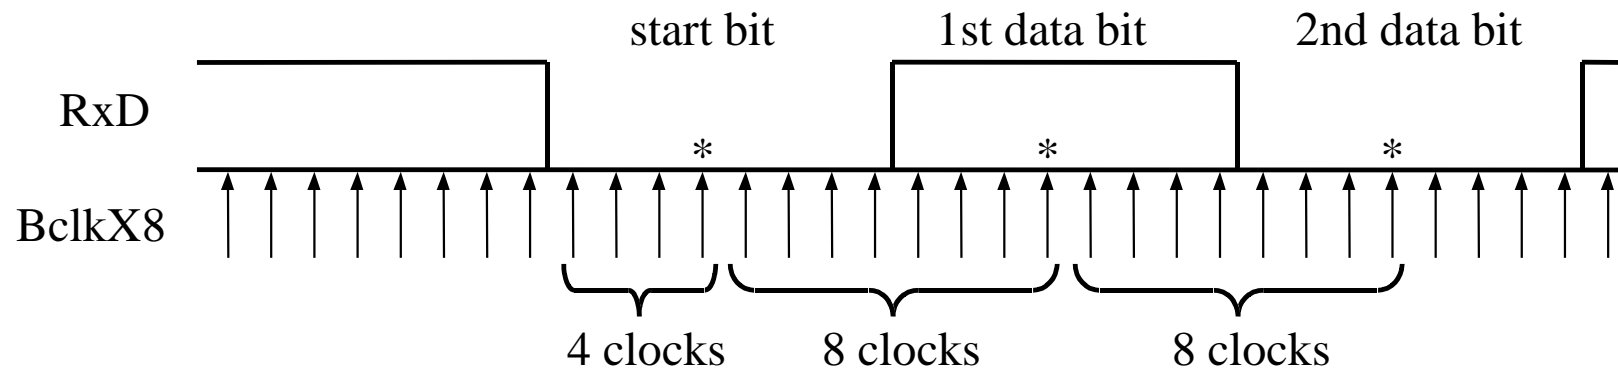 start bit 1st data bit 2nd data bit
RxD
* * *
BclkX8
4 clocks 8 clocks 8 clocks